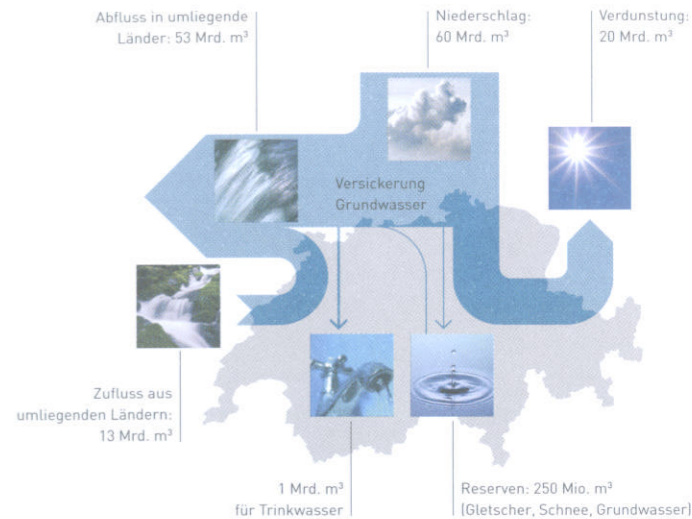 Abfluss in umliegende
Länder: 53 Mrd. m³
Niederschlag:
60 Mrd. m³
Verdunstung:
20 Mrd. m³
Versickerung
Grundwasser
Zufluss aus
umliegenden Ländern:
13 Mrd. m³
1 Mrd. m³
für Trinkwasser
Reserven: 250 Mio. m³
(Gletscher, Schnee, Grundwasser)